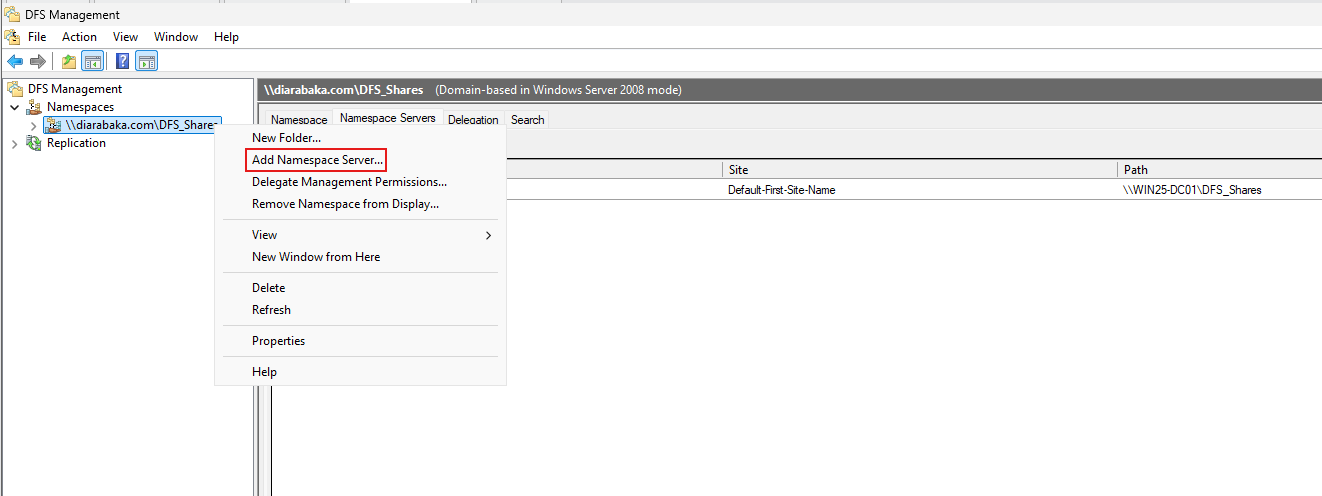 DFS Management
File Action View Window Help
DFS Management
Namespaces
\\diarabaka.com\DFS_Shares
Replication
\\diarabaka.com\DFS_Shares (Domain-based in Windows Server 2008 mode)
Namespace Namespace Servers Delegation Search
Site Path
Default-First-Site-Name \\WIN25-DC01\DFS_Shares
New Folder...
Add Namespace Server...
Delegate Management Permissions...
Remove Namespace from Display...
View
New Window from Here
Delete
Refresh
Properties
Help